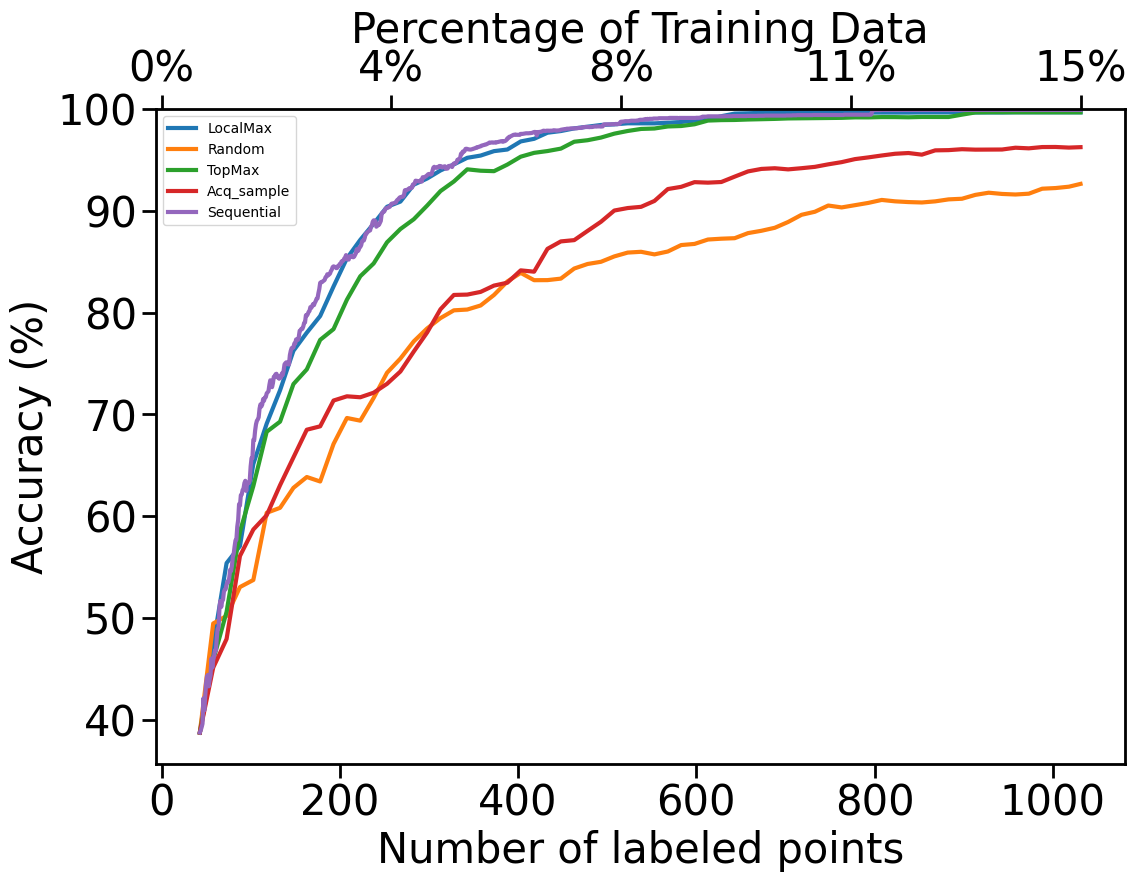 Percentage of Training Data
0% 4% 8% 11% 15%
100
90
80
70
60
50
40
Accuracy (%)
LocalMax
Random
TopMax
Acq_sample
Sequential
0 200 400 600 800 1000
Number of labeled points